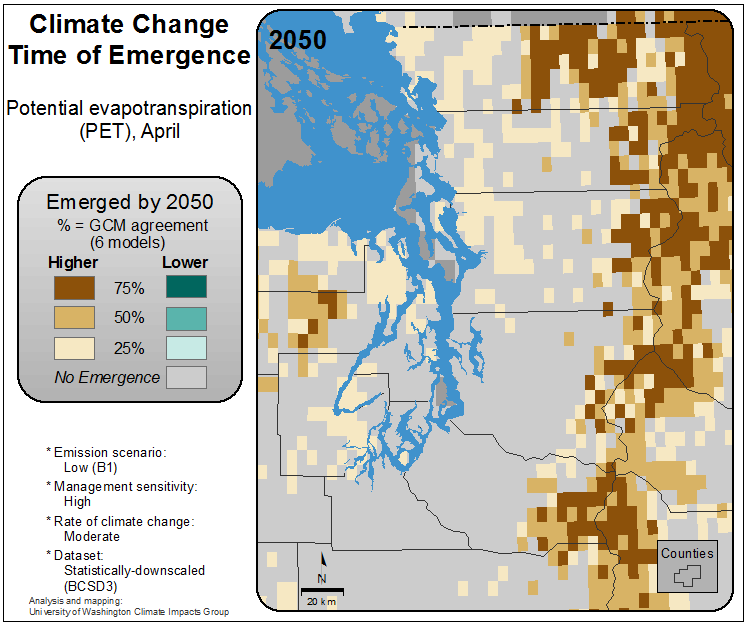 Climate Change
Time of Emergence
Potential evapotranspiration
(PET), April
Emerged by 2050
% = GCM agreement
(6 models)
Higher Lower
75%
50%
25%
No Emergence
* Emission scenario:
Low (B1)
* Management sensitivity:
High
* Rate of climate change:
Moderate
* Dataset:
Statistically-downscaled
(BCSD3)
Analysis and mapping:
University of Washington Climate Impacts Group
2050
N
20 km
Counties